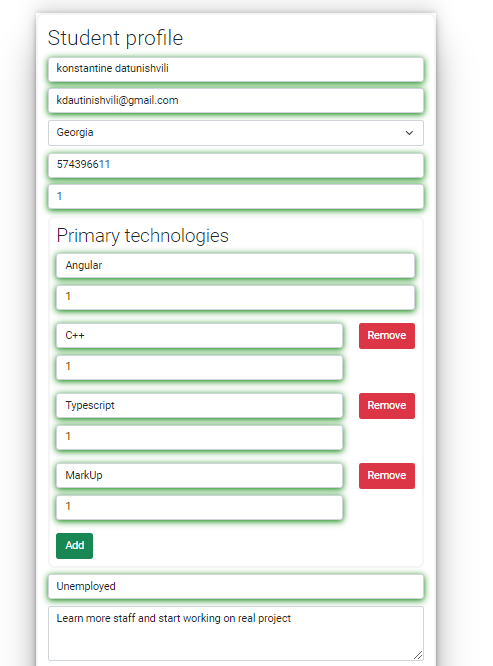 Student profile
konstantine datunishvili
kdautinishvili@gmail.com
Georgia
574396611
1
Primary technologies
Angular
1
C++
Remove
1
Typescript
Remove
1
MarkUp
Remove
1
Add
Unemployed
Learn more staff and start working on real project